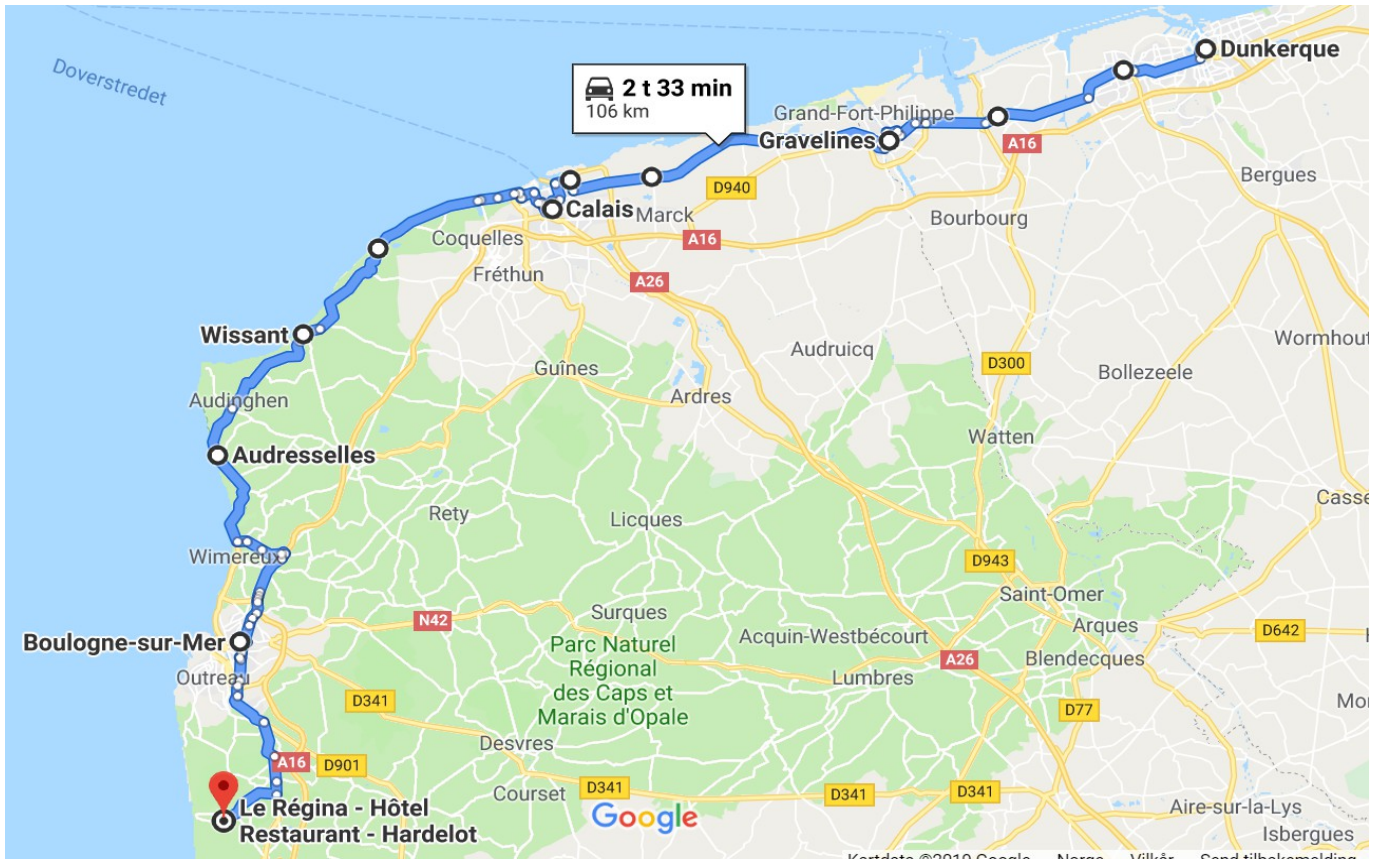 Doverstredet
2 t 33 min
106 km
Dunkerque
Grand-Fort-Philippe
Gravelines
A16
Bergues
D940
Calais
Marck
Bourbourg
Coquelles
A16
Fréthun
A26
Wissant
Wormhout
Audruicq
D300
Guînes
Bollezeele
Ardres
Audinghen
Watten
Audresselles
Casse
Rety
Licques
Wimereux
D943
Saint-Omer
Surques
N42
Arques
D642
Boulogne-sur-Mer
Acquin-Westbécourt
Parc Naturel
Régional
des Caps et
Marais d'Opale
A26
Blendecques
Outreau
Lumbres
D341
D77
Desvres
A16
D901
Courset
D341
D341
D341
Le Régina - Hôtel
Restaurant - Hardelot
Google
Aire-sur-la-Lys
Isbergues
Kartdata ©2019 Google Norge Vilkår Send tilbakemelding